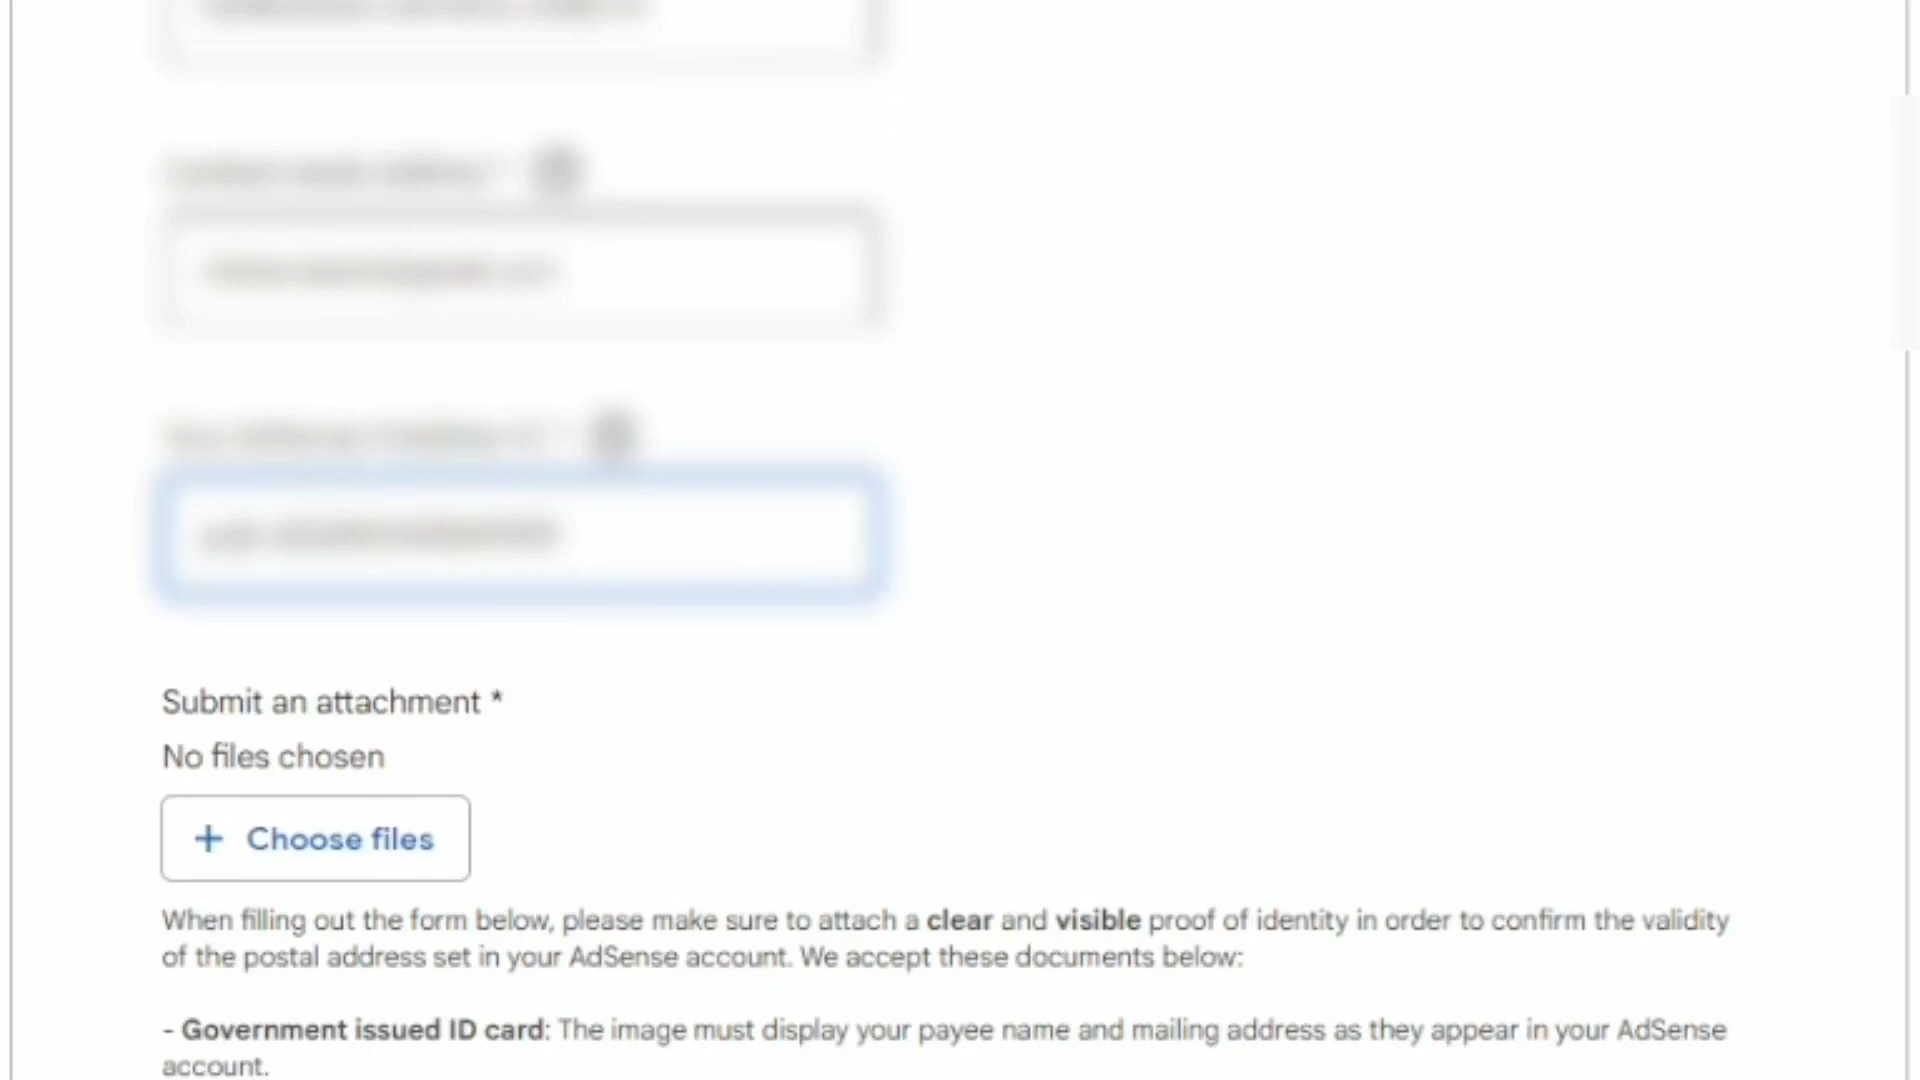 Submit an attachment *
No files chosen
+ Choose files
When filling out the form below, please make sure to attach a clear and visible proof of identity in order to confirm the validity
of the postal address set in your AdSense account. We accept these documents below:
- Government issued ID card: The image must display your payee name and mailing address as they appear in your AdSense
account.